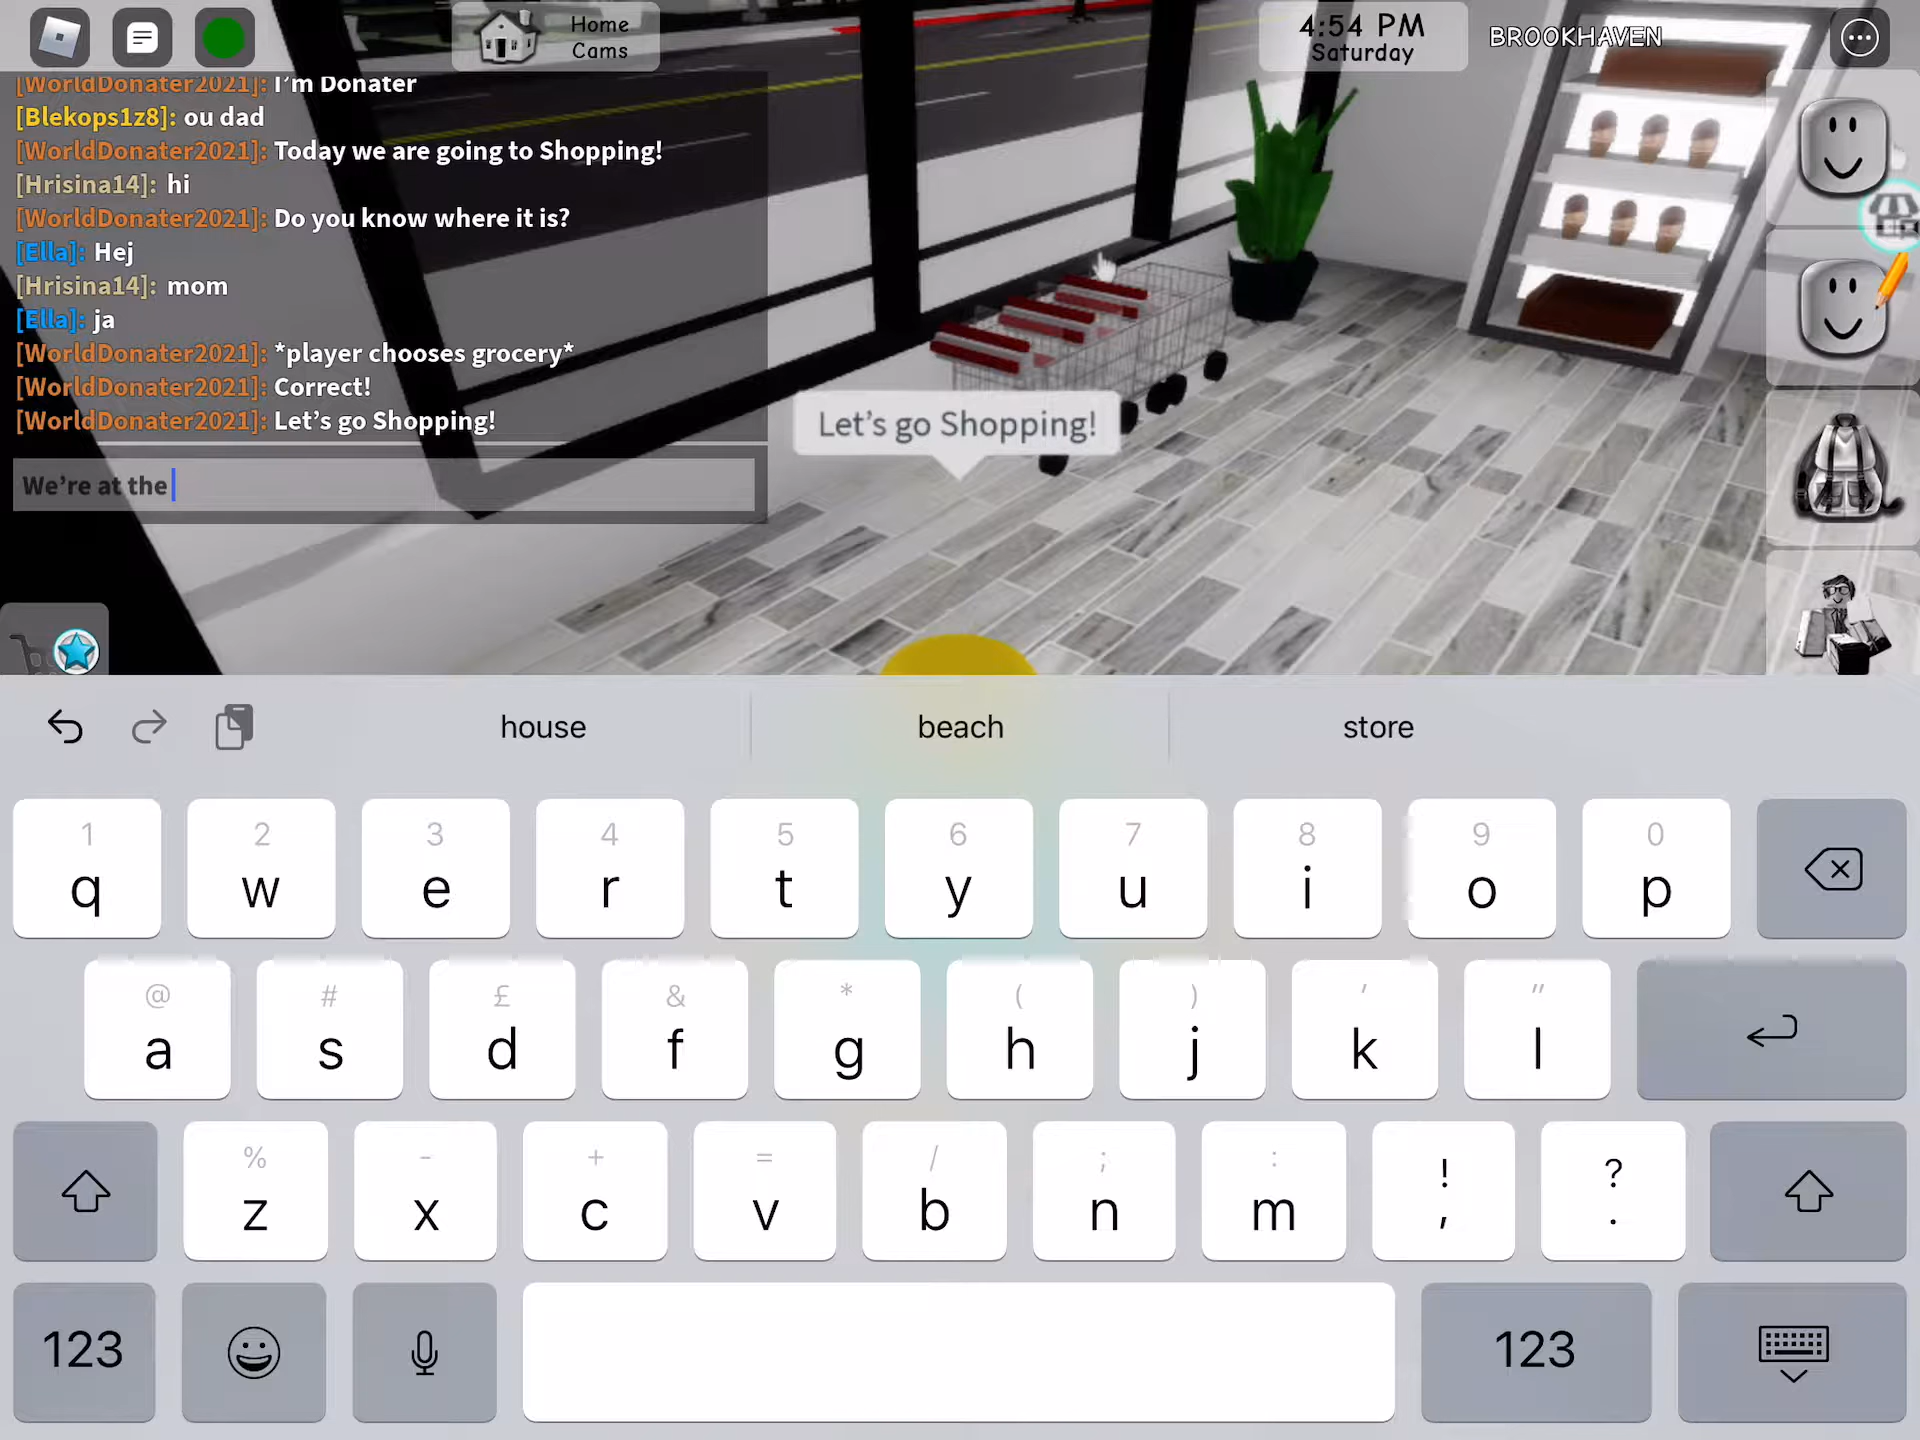 Home
Cams
4:54 PM
Saturday
BROOKHAVEN
[WorldDonater2021]: I'm Donater
[Blekops1z8]: ou dad
[WorldDonater2021]: Today we are going to Shopping!
[Hrisina14]: hi
[WorldDonater2021]: Do you know where it is?
[Ella]: Hej
[Hrisina14]: mom
[Ella]: ja
[WorldDonater2021]: *player chooses grocery*
[WorldDonater2021]: Correct!
[WorldDonater2021]: Let's go Shopping!
Let’s go Shopping!
We’re at the
house beach store
1 2 3 4 5 6 7 8 9 0
q w e r t y u i o p
@ # £ & * ( ) ' "
a s d f g h j k l
% - + = / ; : ! ?
z x c v b n m , .
123 123